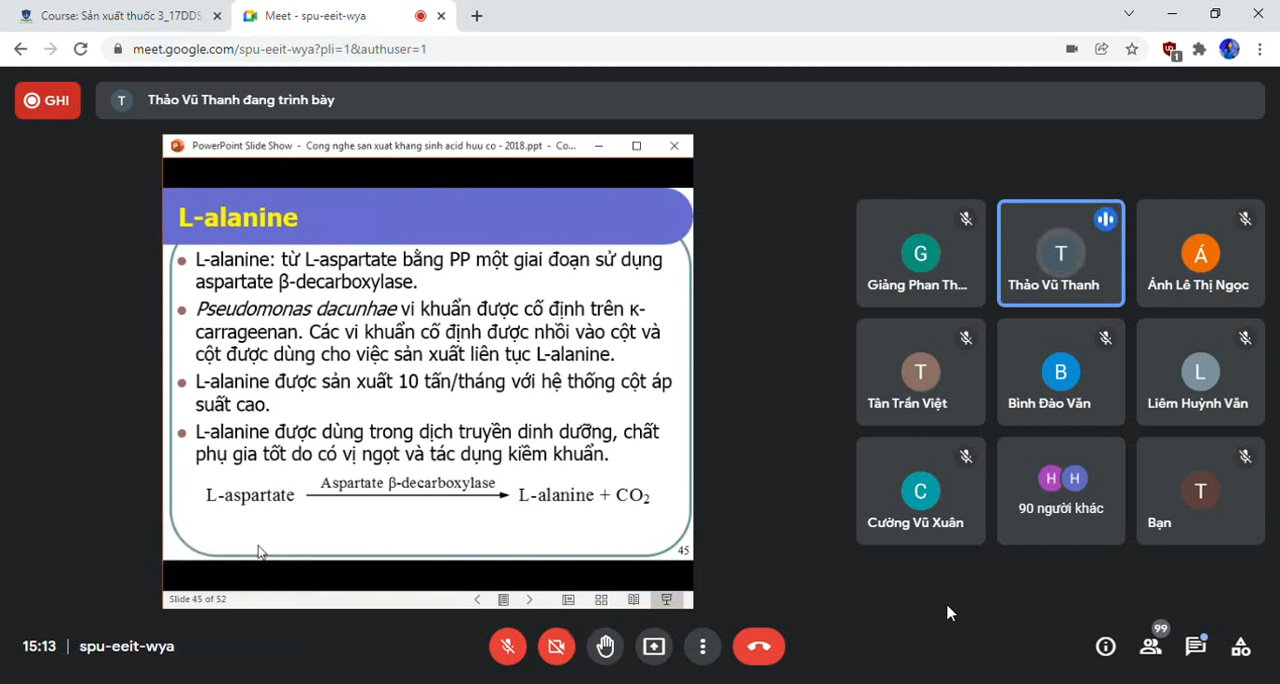 Course: Sản xuất thuốc 3_17DDS
Meet - spu-eeit-wya
meet.google.com/spu-eeit-wya?pli=1&authuser=1
1
GHI
T
Thảo Vũ Thanh đang trình bày
PowerPoint Slide Show - Cong nghe san xuat khang sinh acid huu co - 2018.ppt - Co...
L-alanine
L-alanine: từ L-aspartate bằng PP một giai đoạn sử dụng
aspartate β-decarboxylase.
Pseudomonas dacunhae vi khuẩn được cố định trên κ-
carrageenan. Các vi khuẩn cố định được nhồi vào cột và
cột được dùng cho việc sản xuất liên tục L-alanine.
L-alanine được sản xuất 10 tấn/tháng với hệ thống cột áp
suất cao.
L-alanine được dùng trong dịch truyền dinh dưỡng, chất
phụ gia tốt do có vị ngọt và tác dụng kiềm khuẩn.
Aspartate β-decarboxylase
L-aspartate → L-alanine + CO₂
45
Slide 45 of 52
G
Giảng Phan Th...
T
Thảo Vũ Thanh
Á
Ánh Lê Thị Ngọc
T
Tân Trần Việt
B
Bình Đào Văn
L
Liêm Huỳnh Văn
C
Cường Vũ Xuân
H H
90 người khác
T
Bạn
15:13 | spu-eeit-wya
99